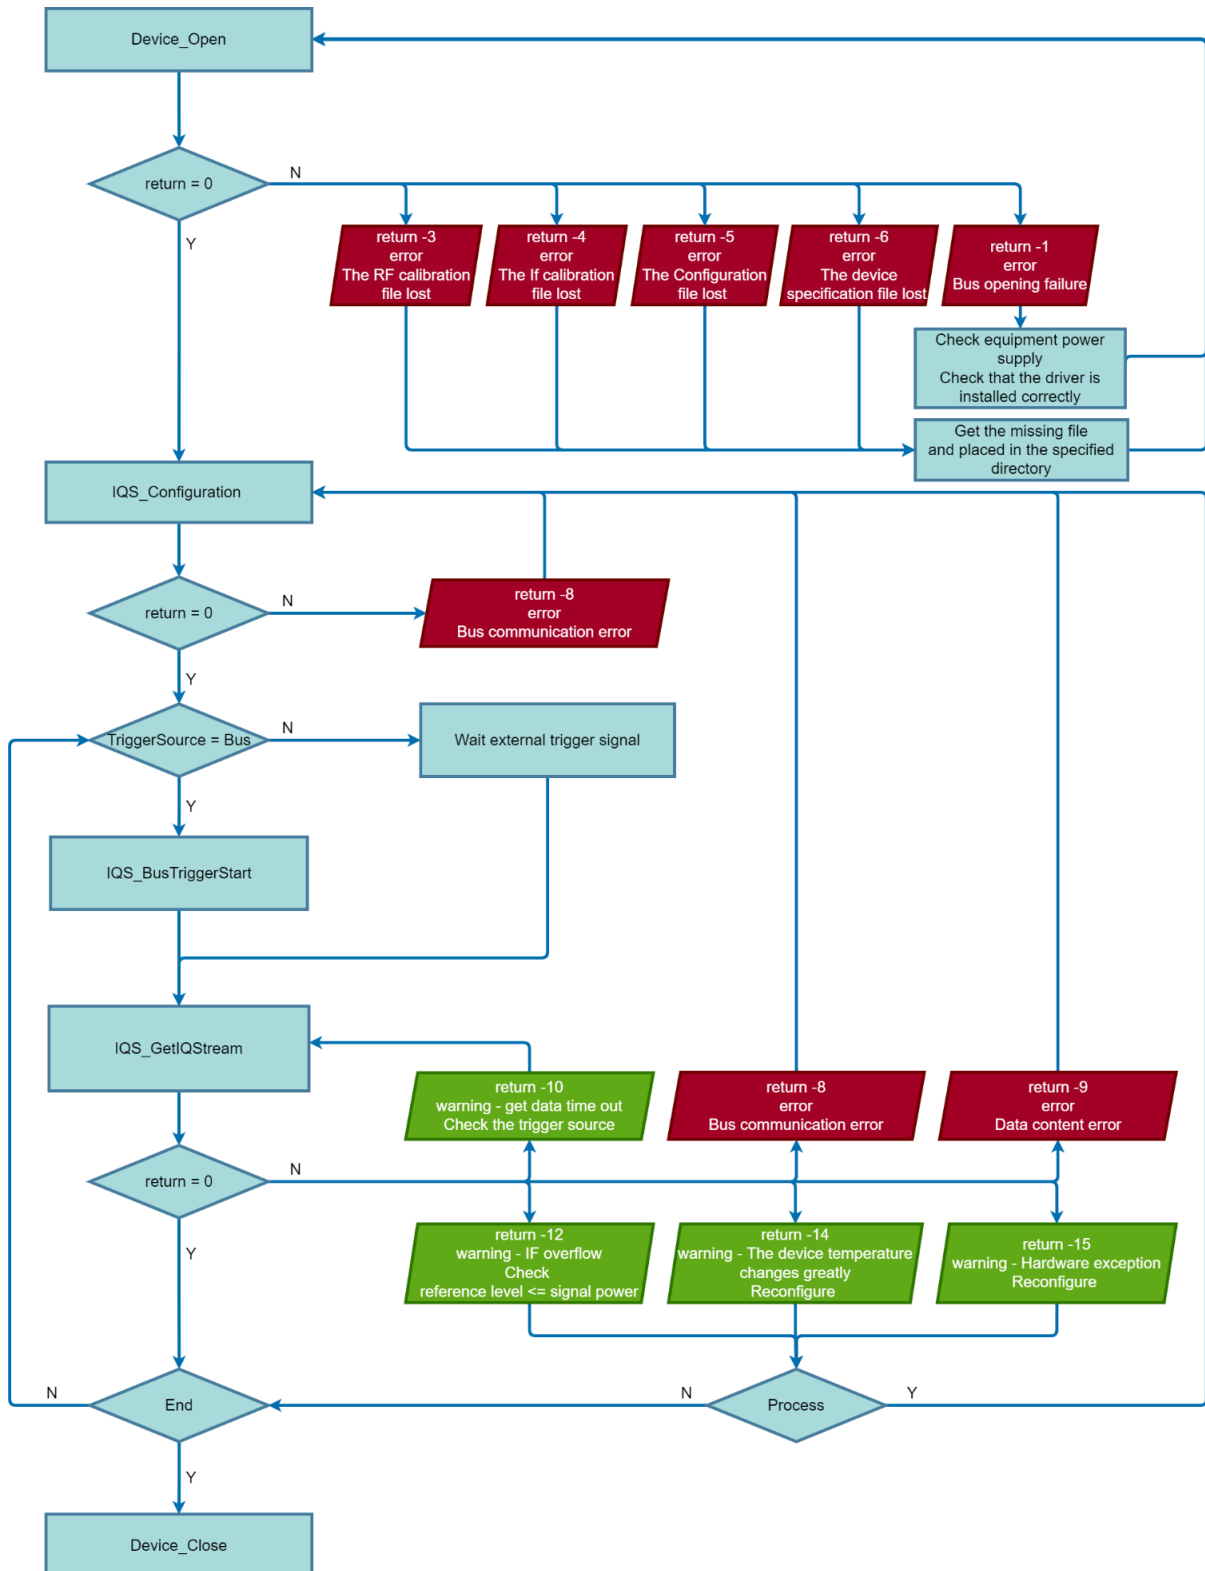 Device_Open
return = 0
N
Y
return -3
error
The RF calibration
file lost
return -4
error
The If calibration
file lost
return -5
error
The Configuration
file lost
return -6
error
The device
specification file lost
return -1
error
Bus opening failure
Check equipment power
supply
Check that the driver is
installed correctly
Get the missing file
and placed in the specified
directory
IQS_Configuration
return = 0
N
Y
return -8
error
Bus communication error
TriggerSource = Bus
N
Y
Wait external trigger signal
IQS_BusTriggerStart
IQS_GetIQStream
return -10
warning - get data time out
Check the trigger source
return -8
error
Bus communication error
return -9
error
Data content error
return = 0
N
Y
return -12
warning - IF overflow
Check
reference level <= signal power
return -14
warning - The device temperature
changes greatly
Reconfigure
return -15
warning - Hardware exception
Reconfigure
N
End
N
Process
Y
Y
Device_Close